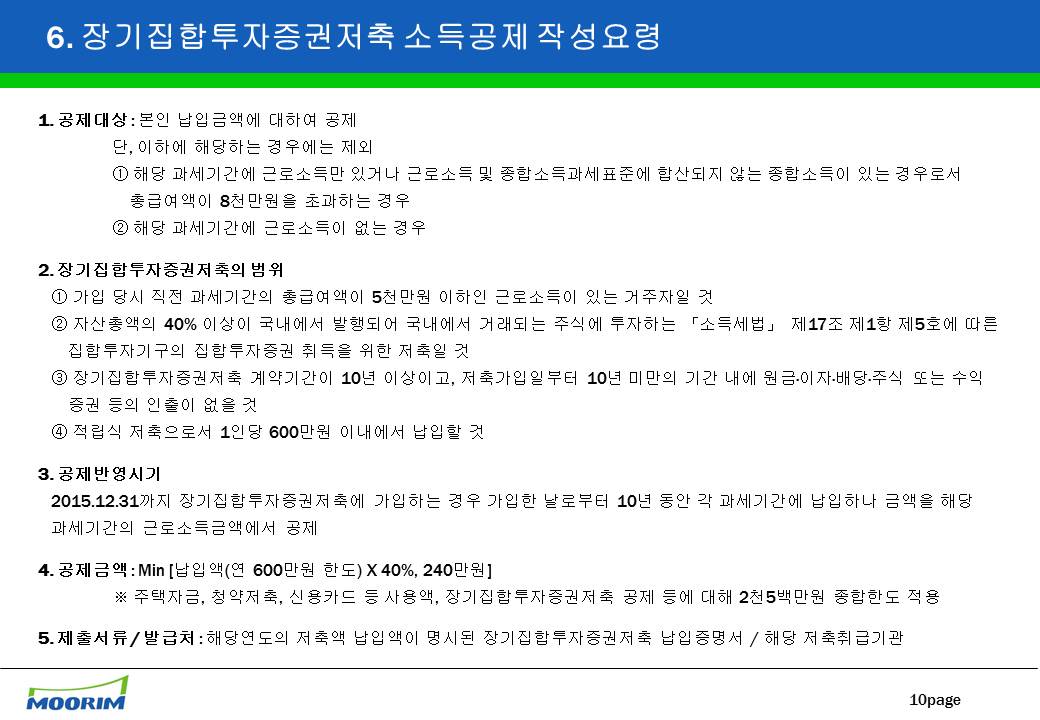 6. 장기집합투자증권저축 소득공제 작성요령
1. 공제대상 : 본인 납입금액에 대하여 공제
단, 이하에 해당하는 경우에는 제외
① 해당 과세기간에 근로소득만 있거나 근로소득 및 종합소득과세표준에 합산되지 않는 종합소득이 있는 경우로서
총급여액이 8천만원을 초과하는 경우
② 해당 과세기간에 근로소득이 없는 경우
2. 장기집합투자증권저축의 범위
① 가입 당시 직전 과세기간의 총급여액이 5천만원 이하인 근로소득이 있는 거주자일 것
② 자산총액의 40% 이상이 국내에서 발행되어 국내에서 거래되는 주식에 투자하는 「소득세법」 제17조 제1항 제5호에 따른
집합투자기구의 집합투자증권 취득을 위한 저축일 것
③ 장기집합투자증권저축 계약기간이 10년 이상이고, 저축가입일부터 10년 미만의 기간 내에 원금·이자·배당·주식 또는 수익
증권 등의 인출이 없을 것
④ 적립식 저축으로서 1인당 600만원 이내에서 납입할 것
3. 공제반영시기
2015.12.31까지 장기집합투자증권저축에 가입하는 경우 가입한 날로부터 10년 동안 각 과세기간에 납입하나 금액을 해당
과세기간의 근로소득금액에서 공제
4. 공제금액 : Min [납입액(연 600만원 한도) X 40%, 240만원]
※ 주택자금, 청약저축, 신용카드 등 사용액, 장기집합투자증권저축 공제 등에 대해 2천5백만원 종합한도 적용
5. 제출서류 / 발급처 : 해당연도의 저축액 납입액이 명시된 장기집합투자증권저축 납입증명서 / 해당 저축취급기관
MOORIM
10page